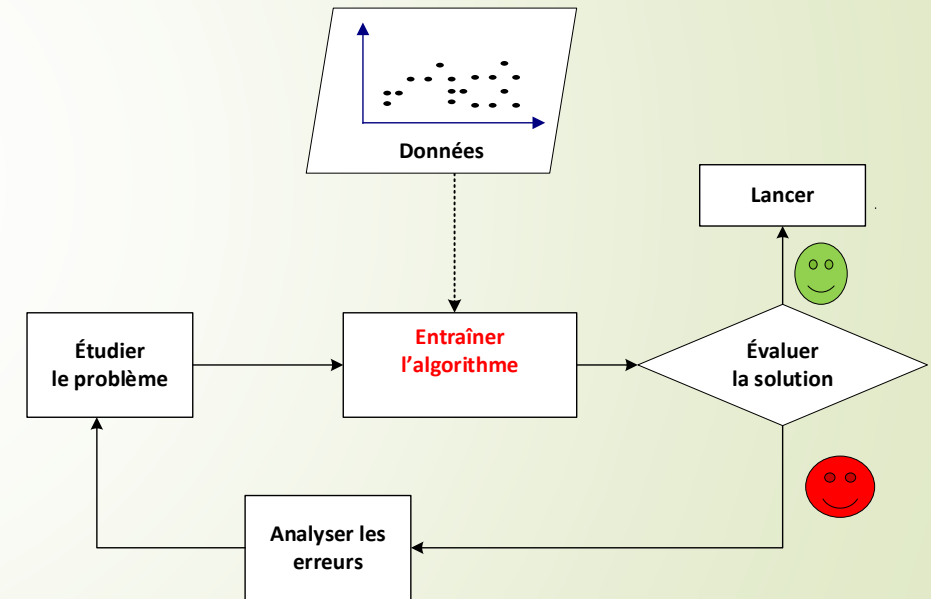 Données
Lancer
Étudier
le problème
Entraîner
l’algorithme
Évaluer
la solution
Analyser les
erreurs